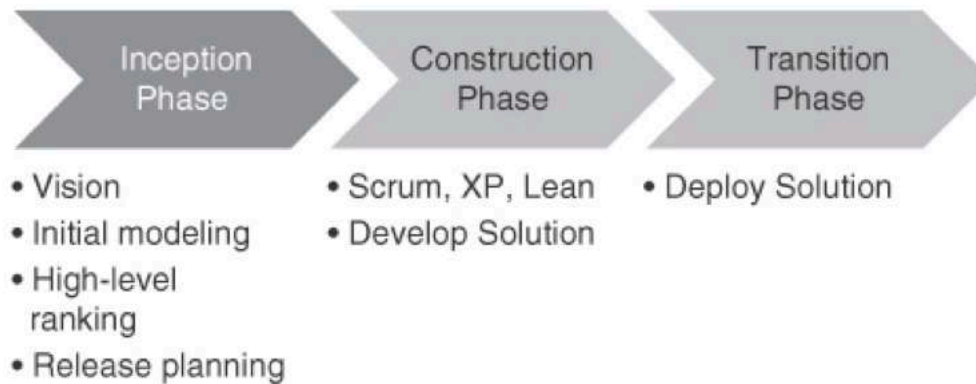 Inception
Phase
Construction
Phase
Transition
Phase
• Vision
• Initial modeling
• High-level
ranking
• Release planning
• Scrum, XP, Lean
• Develop Solution
• Deploy Solution